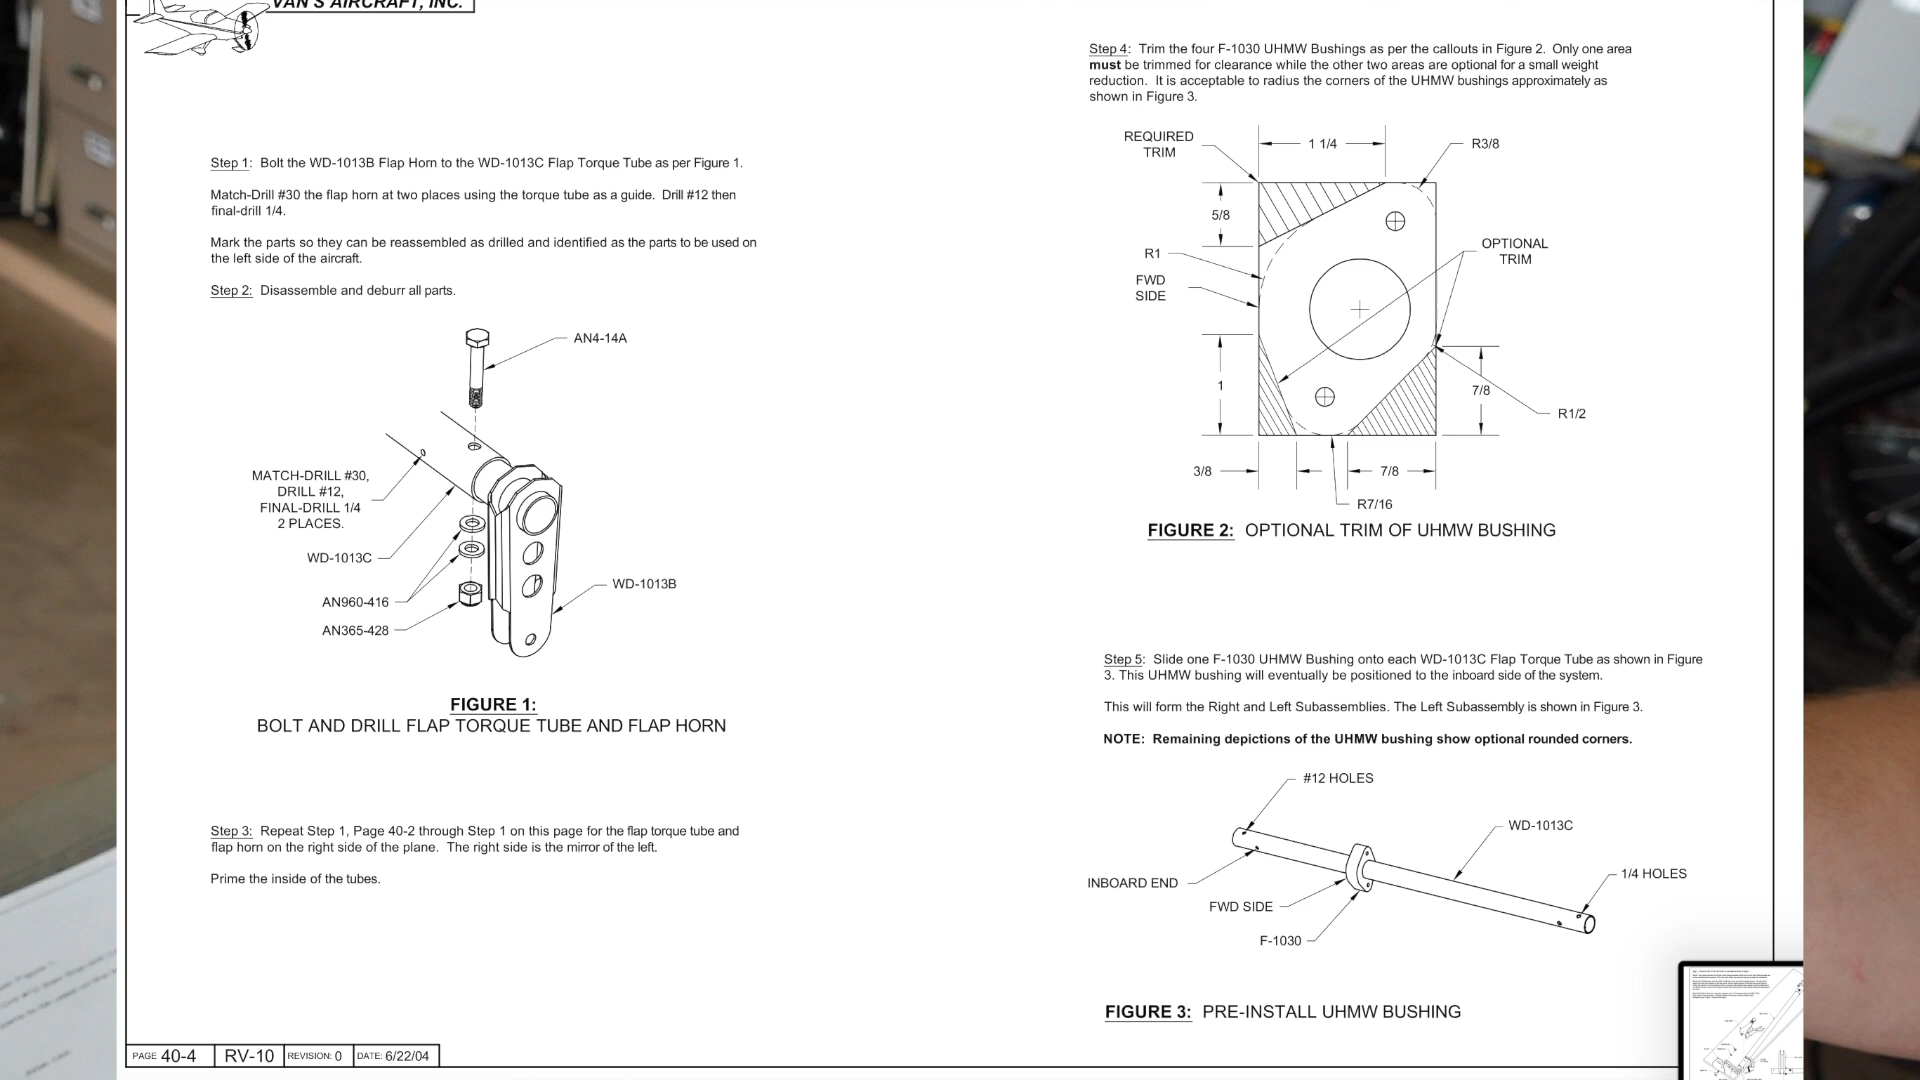 VAN'S AIRCRAFT, INC.
Step 1: Bolt the WD-1013B Flap Horn to the WD-1013C Flap Torque Tube as per Figure 1.
Match-Drill #30 the flap horn at two places using the torque tube as a guide. Drill #12 then
final-drill 1/4.
Mark the parts so they can be reassembled as drilled and identified as the parts to be used on
the left side of the aircraft.
Step 2: Disassemble and deburr all parts.
AN4-14A
MATCH-DRILL #30,
DRILL #12,
FINAL-DRILL 1/4
2 PLACES.
WD-1013C
AN960-416
AN365-428
WD-1013B
FIGURE 1:
BOLT AND DRILL FLAP TORQUE TUBE AND FLAP HORN
Step 3: Repeat Step 1, Page 40-2 through Step 1 on this page for the flap torque tube and
flap horn on the right side of the plane. The right side is the mirror of the left.
Prime the inside of the tubes.
PAGE 40-4 RV-10 REVISION: 0 DATE: 6/22/04
Step 4: Trim the four F-1030 UHMW Bushings as per the callouts in Figure 2. Only one area
must be trimmed for clearance while the other two areas are optional for a small weight
reduction. It is acceptable to radius the corners of the UHMW bushings approximately as
shown in Figure 3.
REQUIRED
TRIM
1 1/4
R3/8
5/8
R1
FWD
SIDE
OPTIONAL
TRIM
1
7/8
R1/2
3/8
7/8
R7/16
FIGURE 2: OPTIONAL TRIM OF UHMW BUSHING
Step 5: Slide one F-1030 UHMW Bushing onto each WD-1013C Flap Torque Tube as shown in Figure
3. This UHMW bushing will eventually be positioned to the inboard side of the system.
This will form the Right and Left Subassemblies. The Left Subassembly is shown in Figure 3.
NOTE: Remaining depictions of the UHMW bushing show optional rounded corners.
#12 HOLES
WD-1013C
1/4 HOLES
INBOARD END
FWD SIDE
F-1030
FIGURE 3: PRE-INSTALL UHMW BUSHING